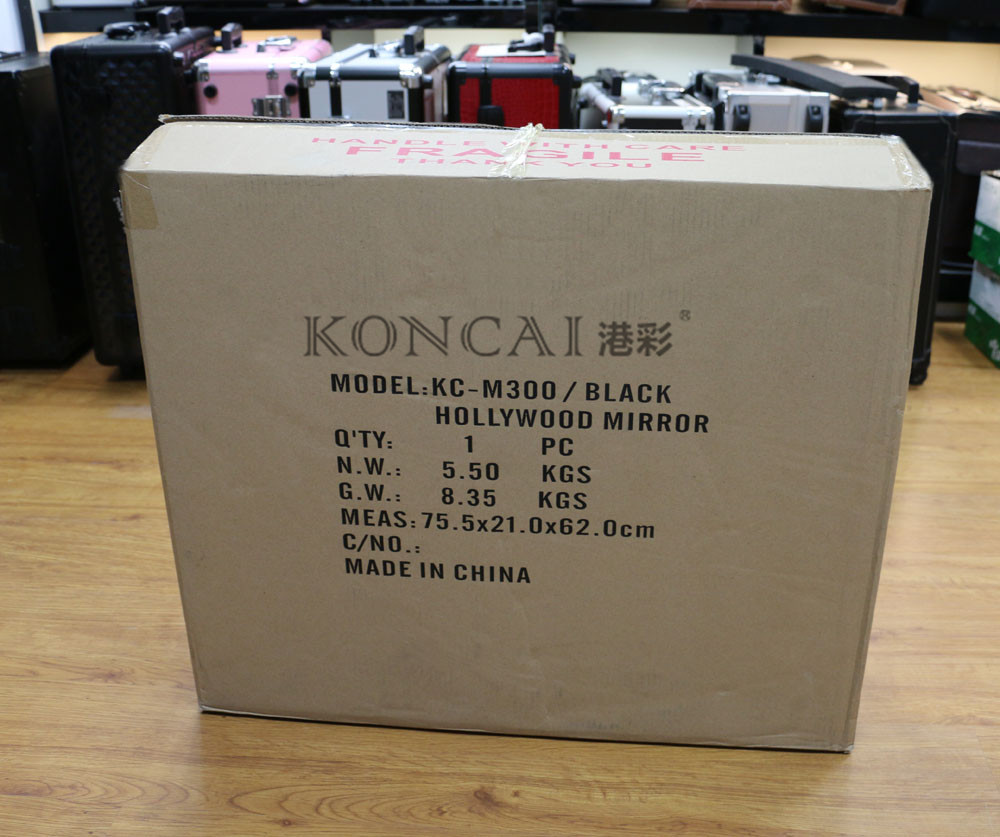 HANDLE WITH CARE
FRAGILE
THANK YOU
KONCAI 港彩®
MODEL:KC-M300/BLACK
HOLLYWOOD MIRROR
Q'TY: 1 PC
N.W.: 5.50 KGS
G.W.: 8.35 KGS
MEAS:75.5x21.0x62.0cm
C/NO.:
MADE IN CHINA